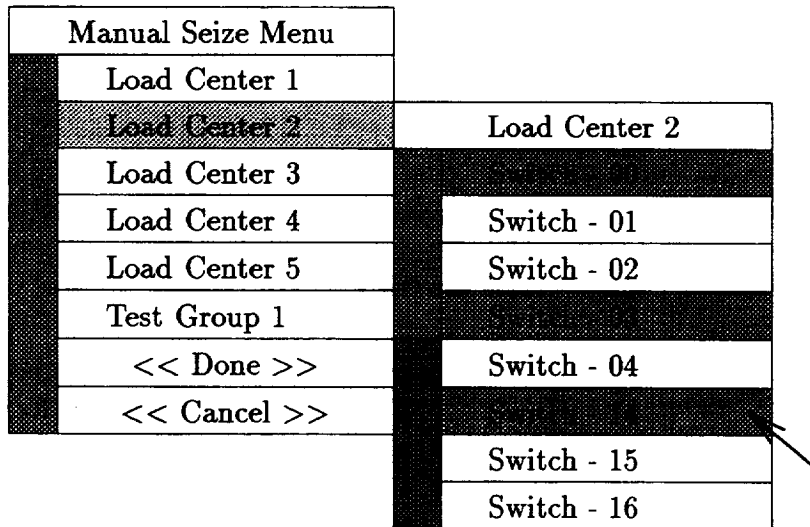 Manual Seize Menu
Load Center 1
Load Center 2
Load Center 3
Load Center 4
Load Center 5
Test Group 1
<< Done >>
<< Cancel >>
Load Center 2
Switch - 01
Switch - 02
Switch - 04
Switch - 15
Switch - 16